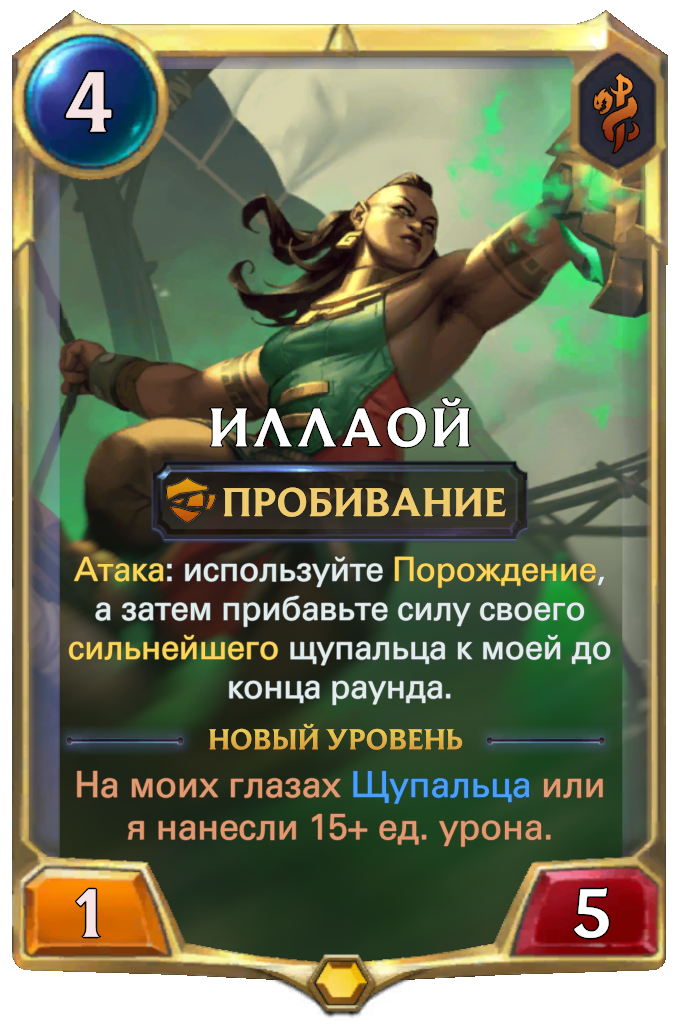 4
ИЛЛАОЙ
ПРОБИВАНИЕ
Атака: используйте Порождение,
а затем прибавьте силу своего
сильнейшего щупальца к моей до
конца раунда.
НОВЫЙ УРОВЕНЬ
На моих глазах Щупальца или
я нанесли 15+ ед. урона.
1
5